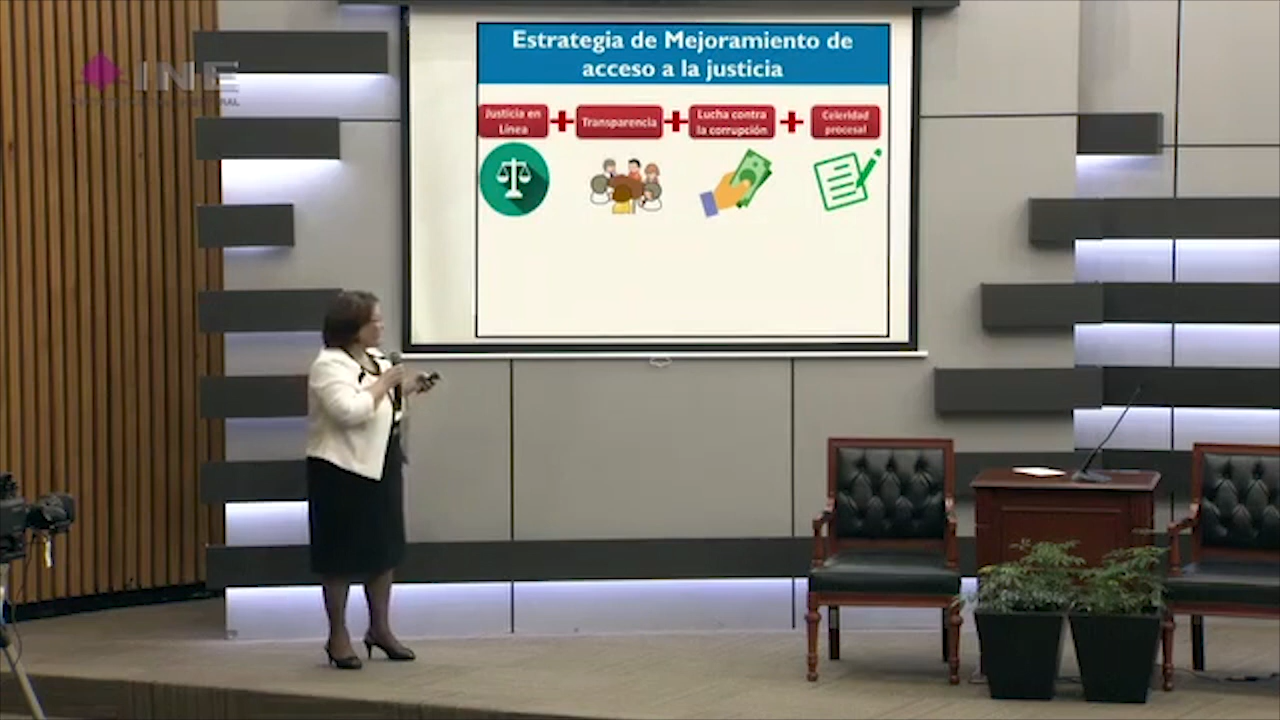 INE
Estrategia de Mejoramiento de
acceso a la justicia
Justicia en
Línea
Transparencia
Lucha contra
la corrupción
Celeridad
procesal